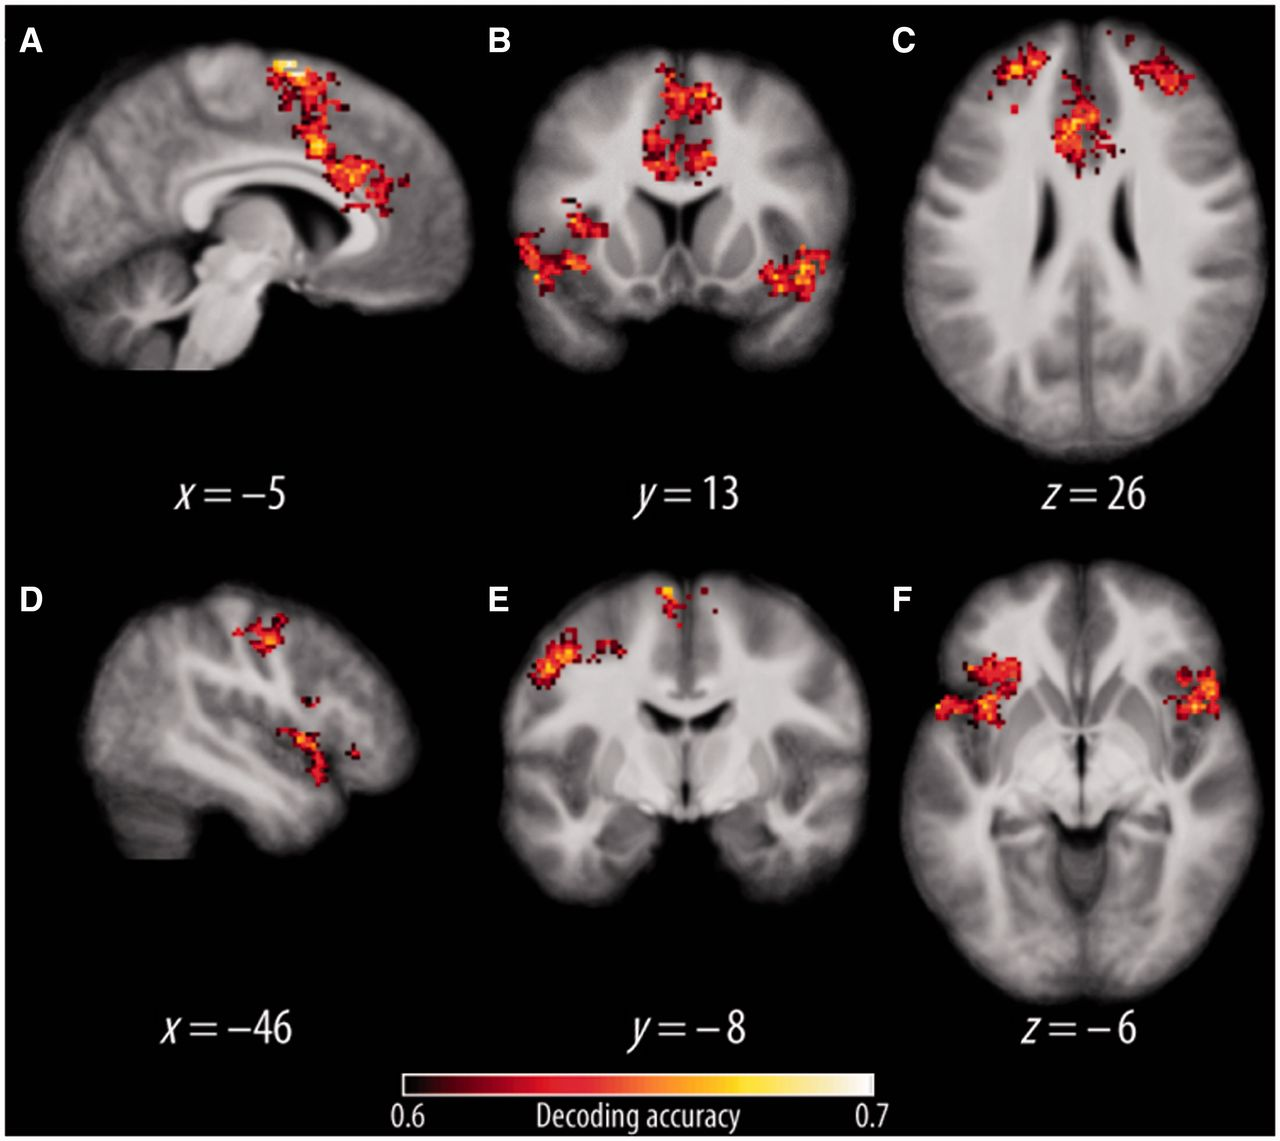 A
B
C
x = –5
y = 13
z = 26
D
E
F
x = –46
y = – 8
z = – 6
0.6 Decoding accuracy 0.7